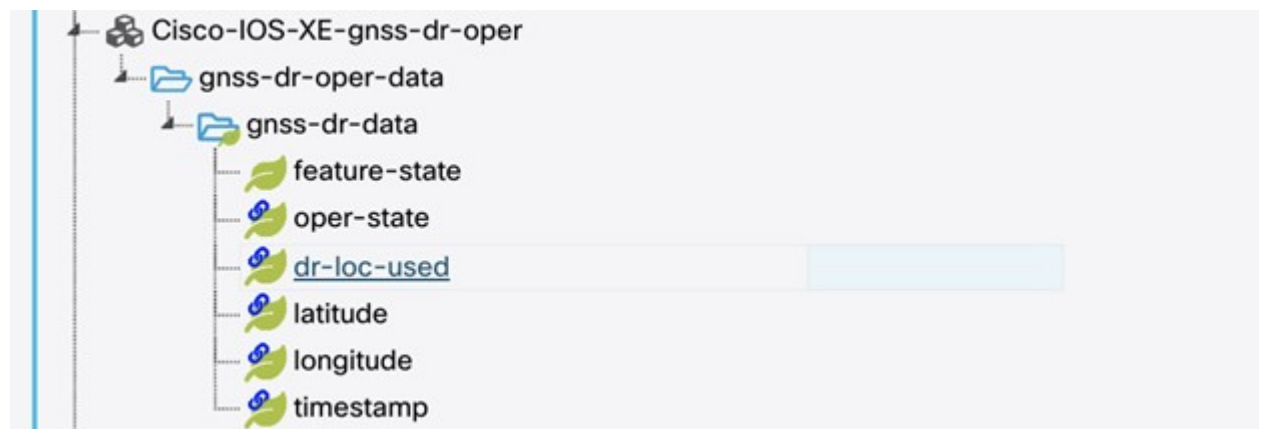 Cisco-IOS-XE-gnss-dr-oper
gnss-dr-oper-data
gnss-dr-data
feature-state
oper-state
dr-loc-used
latitude
longitude
timestamp